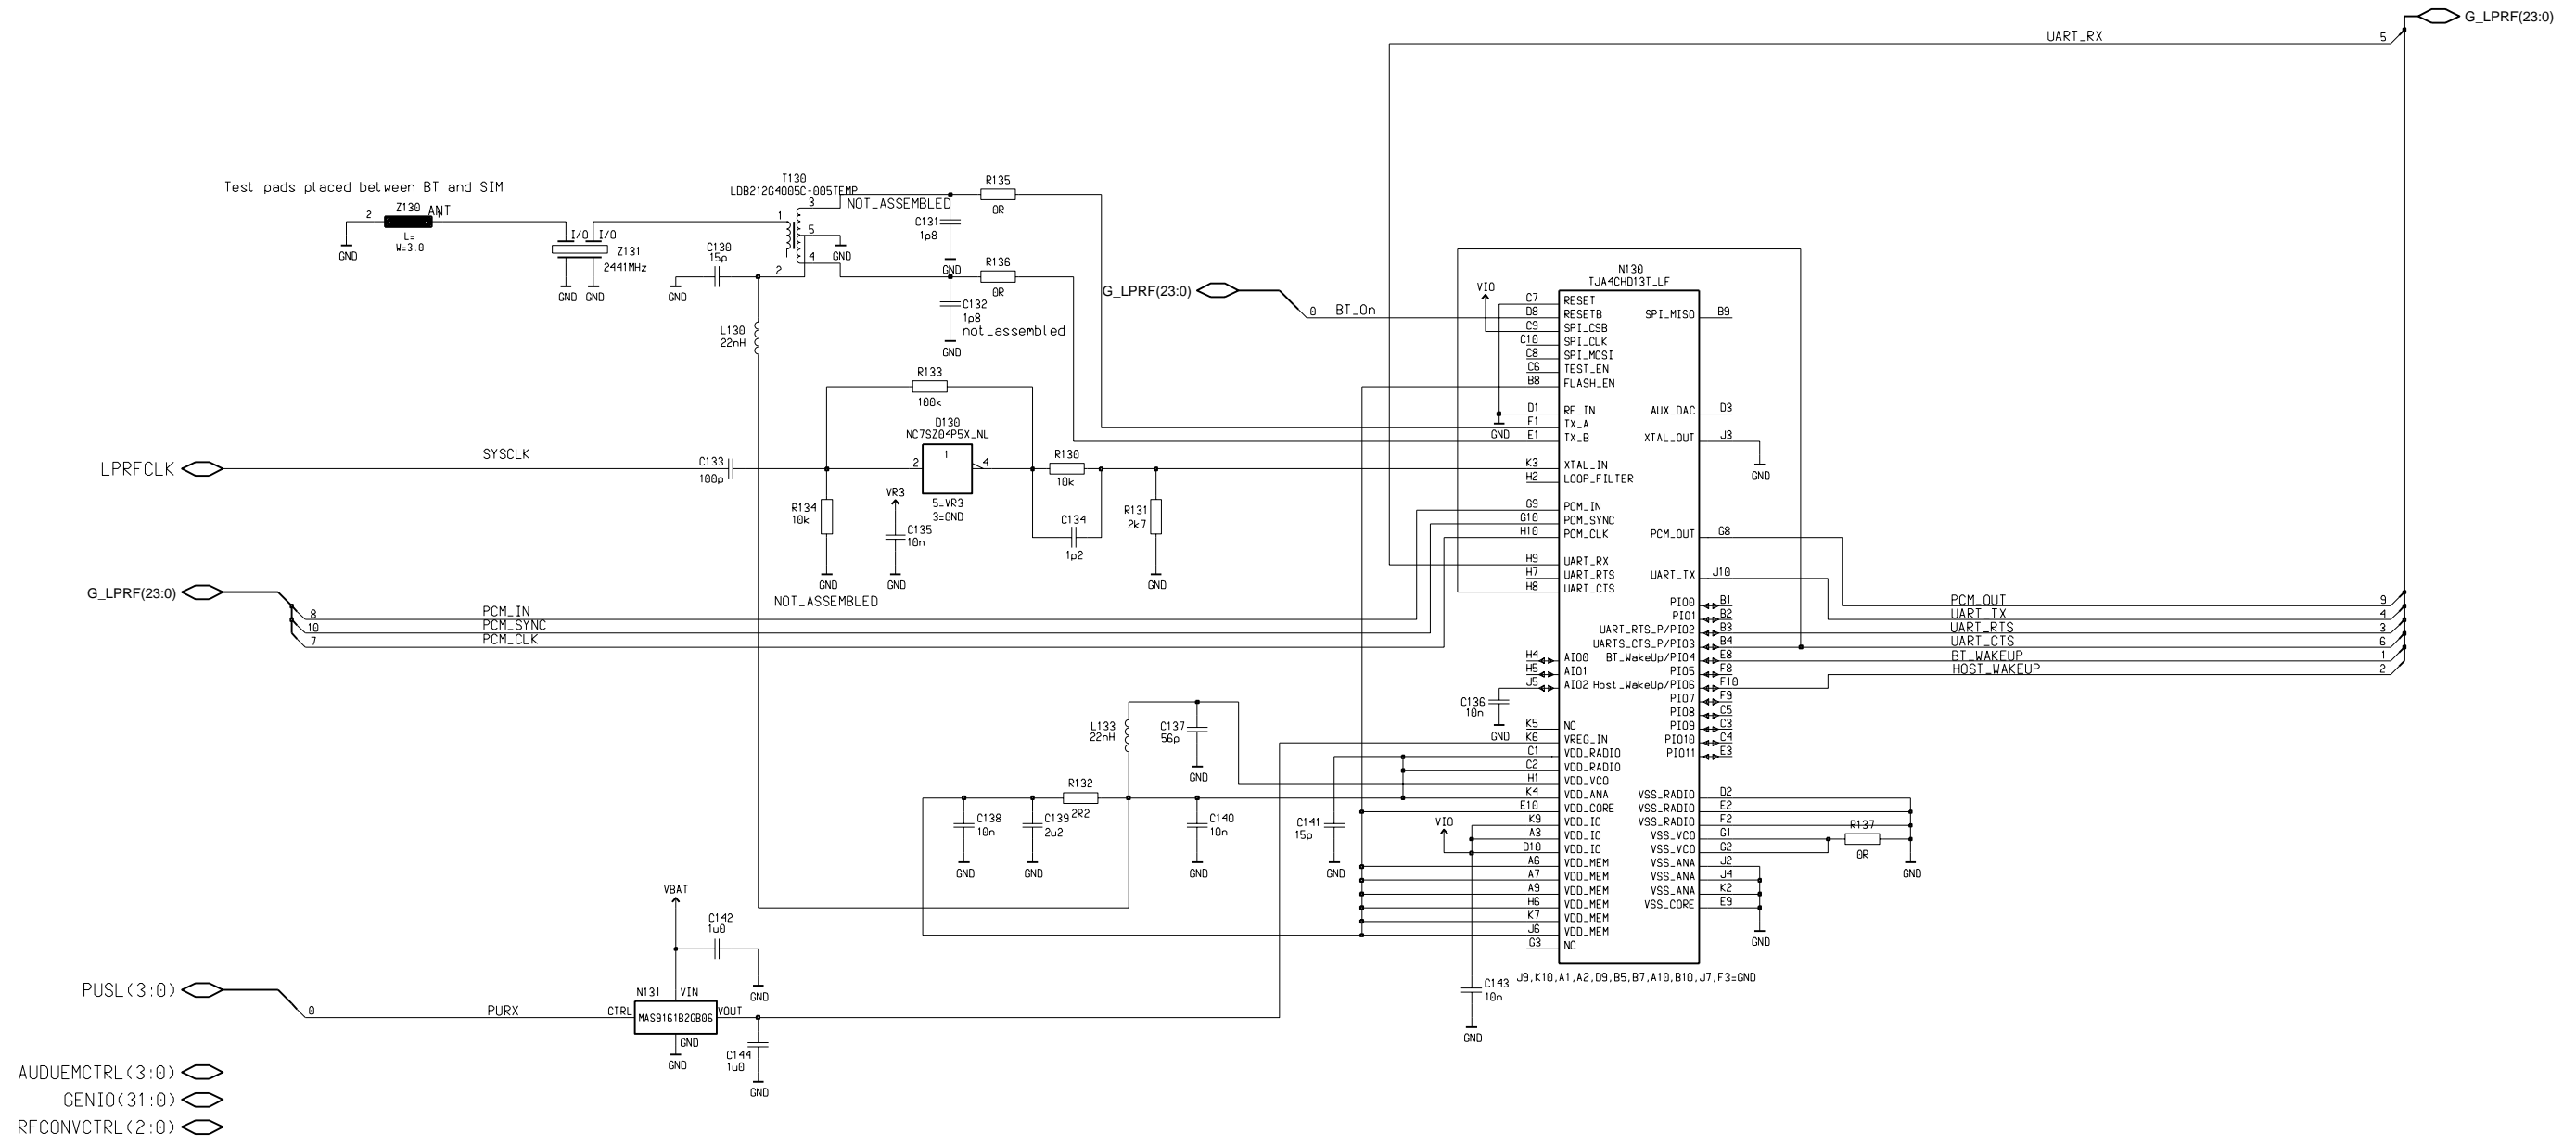 G_LPRF(23:0)
UART_RX 5
Test pads placed between BT and SIM
Z130 ANT
2 1
L=
W=3.0
GND
I/O I/O
Z131
2441MHz
GND GND
T130
LDB212G4005C-005TEMP
1 3 5 4 2
NOT_ASSEMBLED
C130
15p
GND
GND
C131
1p8
GND
R135
0R
R136
0R
C132
1p8
not_assembled
GND
L130
22nH
R133
100k
D130
NC7SZ04P5X_NL
2 1 4
5=VR3
3=GND
LPRFCLK
SYSCLK
C133
100p
R134
10k
GND
NOT_ASSEMBLED
VR3
C135
10n
GND
R130
10k
C134
1p2
R131
2k7
GND
G_LPRF(23:0)
0 BT_On
VIO
GND
G_LPRF(23:0)
8 PCM_IN
10 PCM_SYNC
7 PCM_CLK
N130
TJA4CHD13T_LF
C7 RESET
D8 RESETB SPI_MISO B9
C9 SPI_CSB
C10 SPI_CLK
C8 SPI_MOSI
C6 TEST_EN
B8 FLASH_EN
D1 RF_IN AUX_DAC D3
F1 TX_A
E1 TX_B XTAL_OUT J3
GND
K3 XTAL_IN
H2 LOOP_FILTER
G9 PCM_IN
G10 PCM_SYNC
H10 PCM_CLK PCM_OUT G8
H9 UART_RX
H7 UART_RTS UART_TX J10
H8 UART_CTS
PIO0 B1
PIO1 B2
UART_RTS_P/PIO2 B3
UARTS_CTS_P/PIO3 B4
H4 AIO0 BT_WakeUp/PIO4 E8
H5 AIO1 PIO5 F8
J5 AIO2 Host_WakeUp/PIO6 F10
PIO7 F9
PIO8 C5
K5 NC PIO9 C3
K6 VREG_IN PIO10 C4
C1 VDD_RADIO PIO11 E3
C2 VDD_RADIO
H1 VDD_VCO
K4 VDD_ANA VSS_RADIO D2
E10 VDD_CORE VSS_RADIO E2
K9 VDD_IO VSS_RADIO F2
A3 VDD_IO VSS_VCO G1
D10 VDD_IO VSS_VCO G2
A6 VDD_MEM VSS_ANA J2
A7 VDD_MEM VSS_ANA J4
A9 VDD_MEM VSS_ANA K2
H6 VDD_MEM VSS_CORE E9
K7 VDD_MEM
J6 VDD_MEM
G3 NC
J9,K10,A1,A2,D9,B5,B7,A10,B10,J7,F3=GND
PCM_OUT 9
UART_TX 4
UART_RTS 3
UART_CTS 6
BT_WAKEUP 1
HOST_WAKEUP 2
C136
10n
GND
L133
22nH
C137
56p
GND
R132
2R2
C138
10n
GND
C139
2u2
GND
C140
10n
GND
C141
15p
GND
VIO
C143
10n
GND
R137
0R
GND
GND
VBAT
C142
1u0
GND
PUSL(3:0)
0 PURX
N131 VIN
CTRL MAS9161B2GB06 VOUT
GND
GND
C144
1u0
GND
AUDUEMCTRL(3:0)
GENIO(31:0)
RFCONVCTRL(2:0)